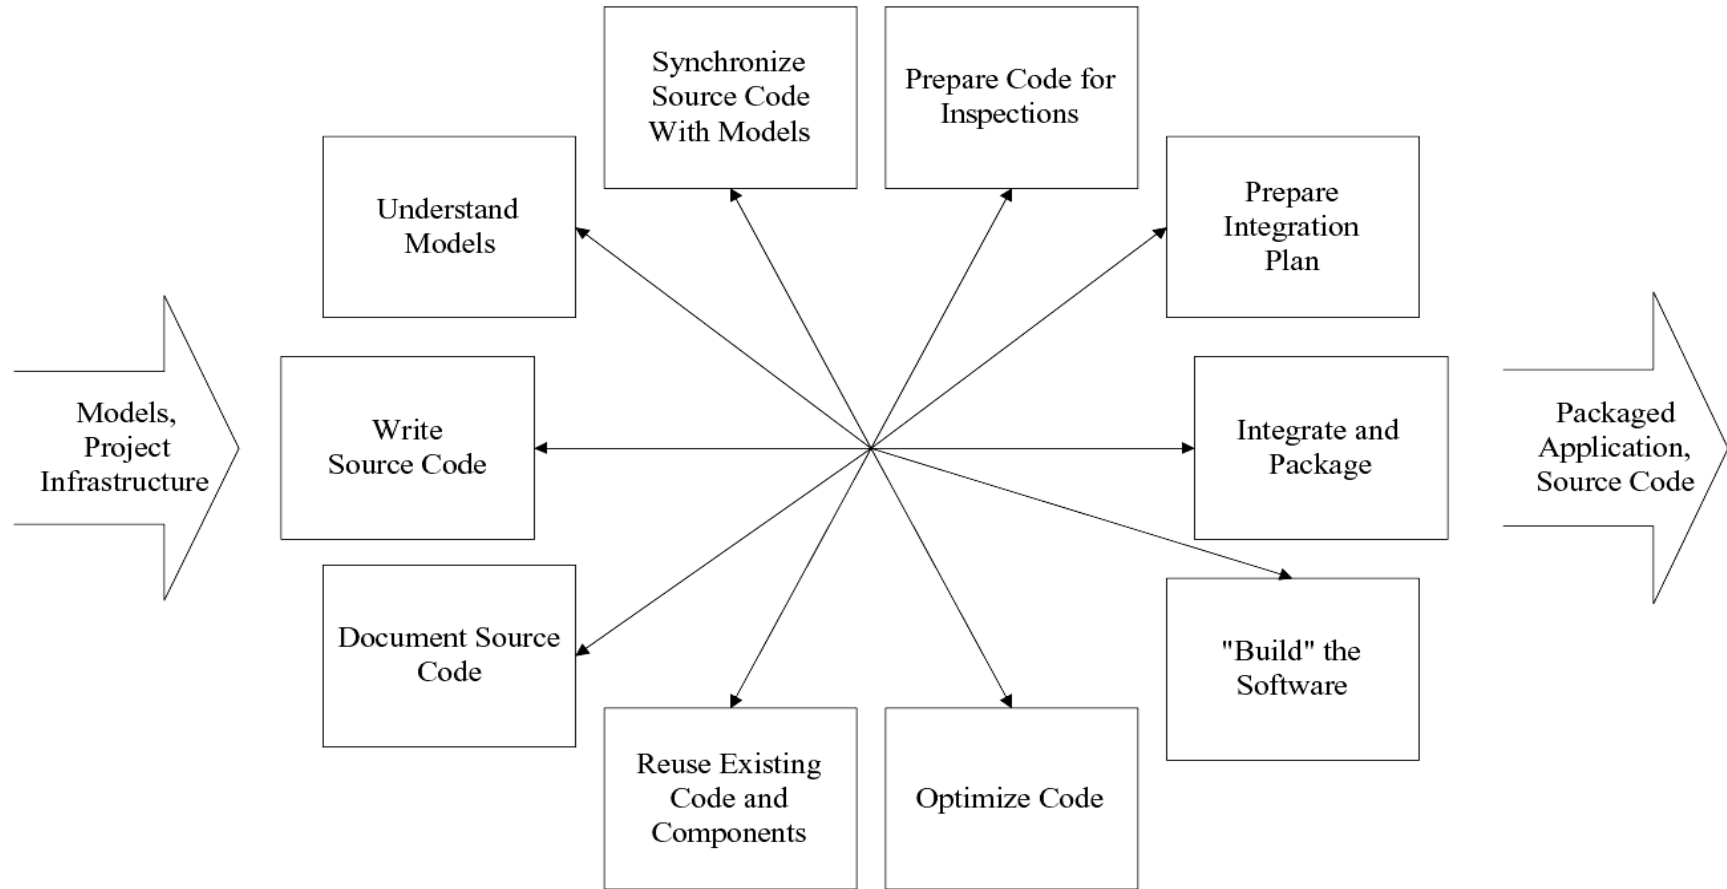 Synchronize
Source Code
With Models
Prepare Code for
Inspections
Understand
Models
Prepare
Integration
Plan
Models,
Project
Infrastructure
Write
Source Code
Integrate and
Package
Packaged
Application,
Source Code
Document Source
Code
"Build" the
Software
Reuse Existing
Code and
Components
Optimize Code